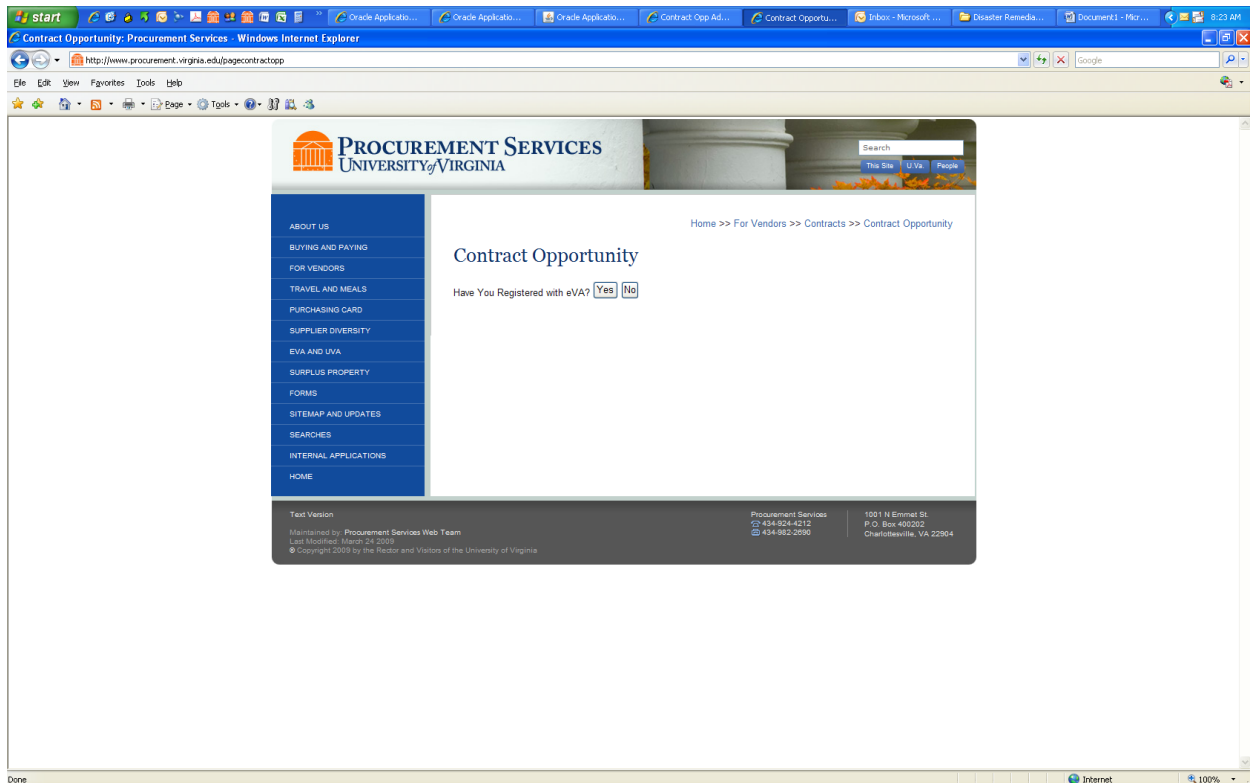 start
Oracle Applicatio...
Oracle Applicatio...
Oracle Applicatio...
Contract Opp Ad...
Contract Opportu...
Inbox - Microsoft ...
Disaster Remedia...
Document1 - Micr...
8:23 AM
Contract Opportunity: Procurement Services - Windows Internet Explorer
http://www.procurement.virginia.edu/pagecontractopp
Google
File Edit View Favorites Tools Help
Page Tools
PROCUREMENT SERVICES
UNIVERSITY of VIRGINIA
Search
This Site U.Va. People
Home >> For Vendors >> Contracts >> Contract Opportunity
ABOUT US
BUYING AND PAYING
FOR VENDORS
TRAVEL AND MEALS
PURCHASING CARD
SUPPLIER DIVERSITY
EVA AND UVA
SURPLUS PROPERTY
FORMS
SITEMAP AND UPDATES
SEARCHES
INTERNAL APPLICATIONS
HOME
Contract Opportunity
Have You Registered with eVA? Yes No
Text Version
Maintained by: Procurement Services Web Team
Last Modified: March 24 2009
© Copyright 2009 by the Rector and Visitors of the University of Virginia
Procurement Services
434-924-4212
434-982-2690
1001 N Emmet St.
P.O. Box 400202
Charlottesville, VA 22904
Done
Internet
100%